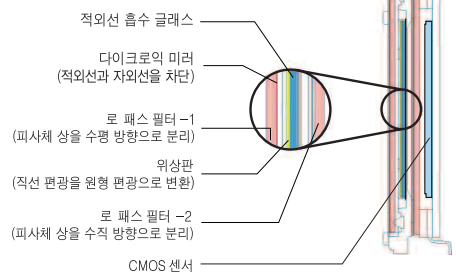 적외선 흡수 글래스
다이크로익 미러
(적외선과 자외선을 차단)
로 패스 필터 –1
(피사체 상을 수평 방향으로 분리)
위상판
(직선 편광을 원형 편광으로 변환)
로 패스 필터 –2
(피사체 상을 수직 방향으로 분리)
CMOS 센서